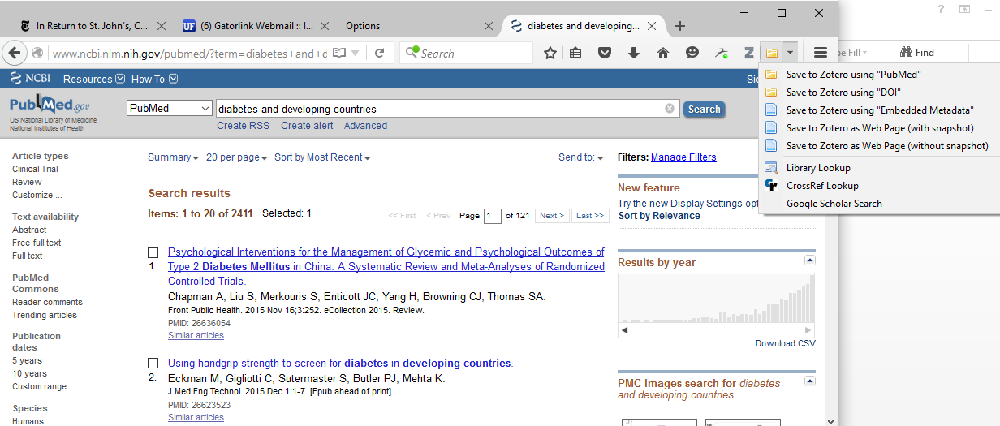 In Return to St. John's, C...
(6) Gatorlink Webmail :: I...
Options
diabetes and developing...
www.ncbi.nlm.nih.gov/pubmed/?term=diabetes+and+d
Search
Find
Save to Zotero using "PubMed"
Save to Zotero using "DOI"
Save to Zotero using "Embedded Metadata"
Save to Zotero as Web Page (with snapshot)
Save to Zotero as Web Page (without snapshot)
Library Lookup
CrossRef Lookup
Google Scholar Search
NCBI Resources How To
PubMed.gov
US National Library of Medicine
National Institutes of Health
PubMed
diabetes and developing countries
Search
Create RSS Create alert Advanced
Article types
Clinical Trial
Review
Customize ...
Text availability
Abstract
Free full text
Full text
PubMed
Commons
Reader comments
Trending articles
Publication
dates
5 years
10 years
Custom range...
Species
Humans
Summary 20 per page Sort by Most Recent Send to:
Search results
Items: 1 to 20 of 2411 Selected: 1
<< First < Prev Page 1 of 121 Next > Last >>
1.
Psychological Interventions for the Management of Glycemic and Psychological Outcomes of
Type 2 Diabetes Mellitus in China: A Systematic Review and Meta-Analyses of Randomized
Controlled Trials.
Chapman A, Liu S, Merkouris S, Enticott JC, Yang H, Browning CJ, Thomas SA.
Front Public Health. 2015 Nov 16;3:252. eCollection 2015. Review.
PMID: 26636054
Similar articles
2.
Using handgrip strength to screen for diabetes in developing countries.
Eckman M, Gigliotti C, Sutermaster S, Butler PJ, Mehta K.
J Med Eng Technol. 2015 Dec 1:1-7. [Epub ahead of print]
PMID: 26623523
Similar articles
Filters: Manage Filters
New feature
Try the new Display Settings opt
Sort by Relevance
Results by year
Download CSV
PMC Images search for diabetes
and developing countries